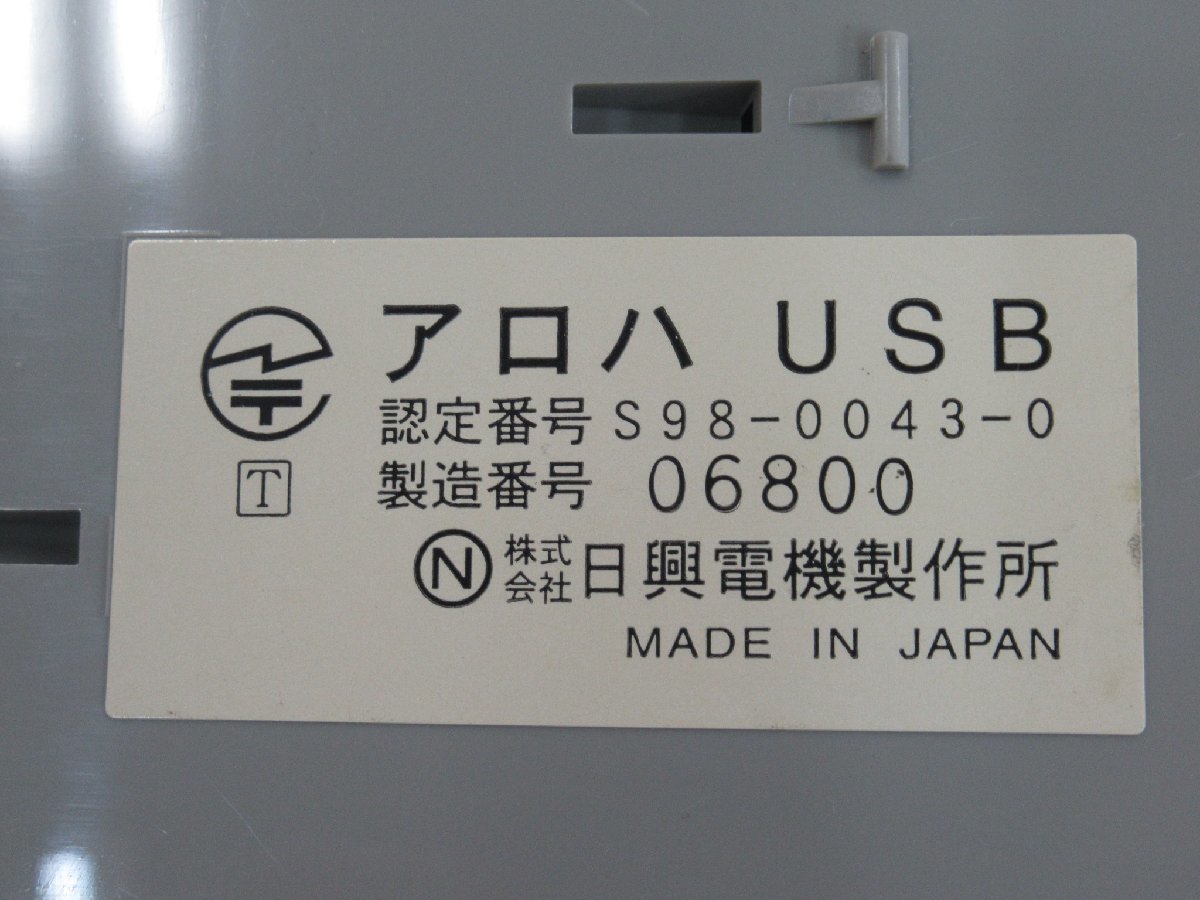 アロハ USB
認定番号 S98-0043-0
T
製造番号 06800
N 株式会社 日興電機製作所
MADE IN JAPAN